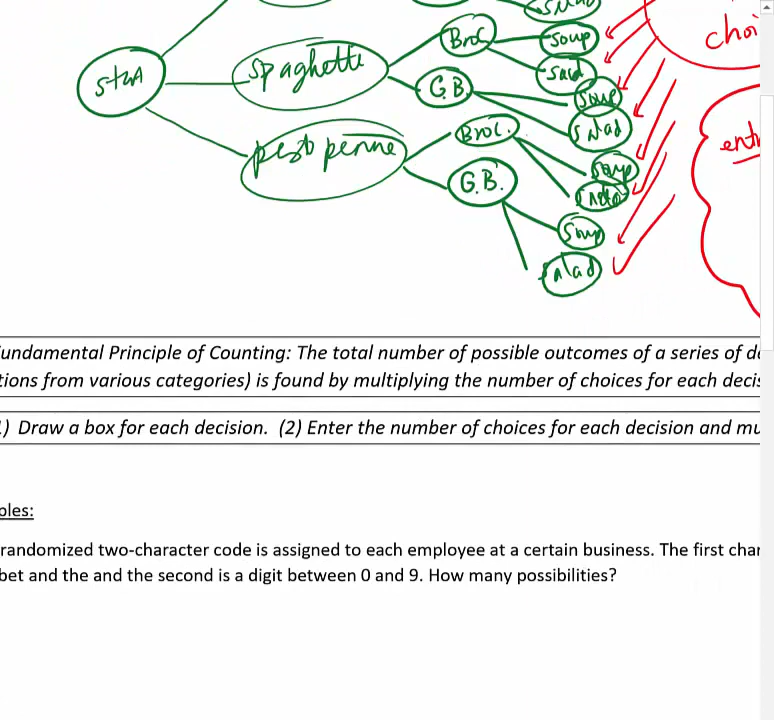 Broc
soup
choi
start
spaghetti
salad
G.B.
soup
Broc.
salad
pesto penne
soup
entr
G.B.
salad
soup
salad
undamental Principle of Counting: The total number of possible outcomes of a series of de
tions from various categories) is found by multiplying the number of choices for each decis
) Draw a box for each decision. (2) Enter the number of choices for each decision and mu
ples:
randomized two-character code is assigned to each employee at a certain business. The first char
bet and the and the second is a digit between 0 and 9. How many possibilities?